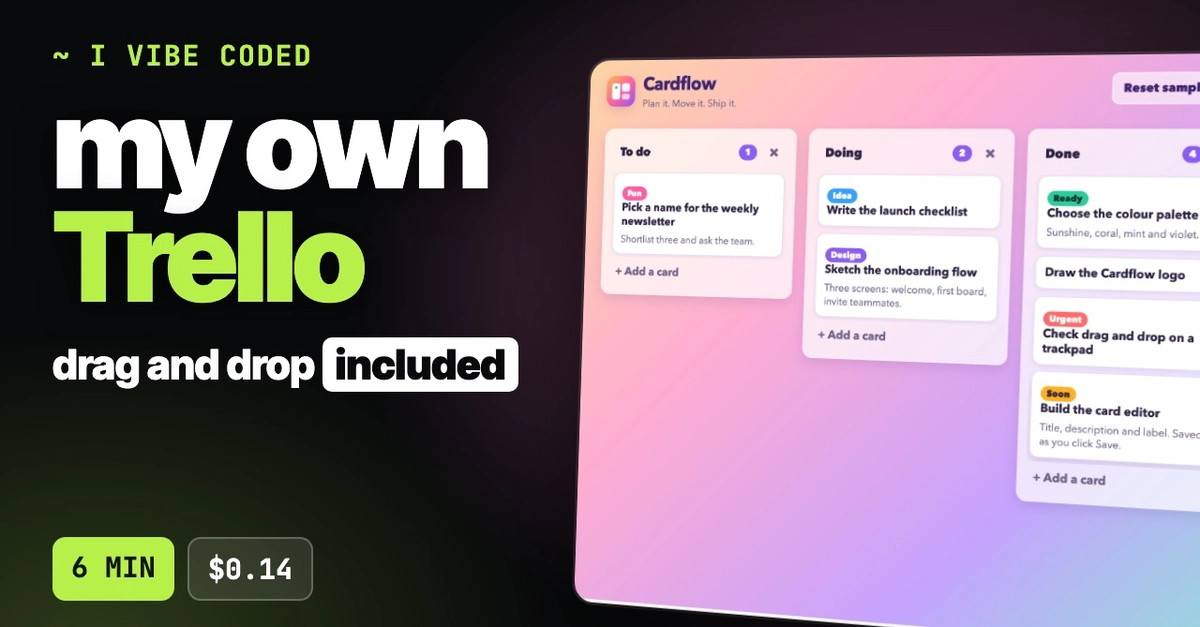 ~ I VIBE CODED
my own
Trello
drag and drop included
6 MIN
$0.14
Cardflow
Plan it. Move it. Ship it.
Reset sampl
To do
1
×
Fun
Pick a name for the weekly
newsletter
Shortlist three and ask the team.
+ Add a card
Doing
2
×
Idea
Write the launch checklist
Design
Sketch the onboarding flow
Three screens: welcome, first board,
invite teammates.
+ Add a card
Done
4
Ready
Choose the colour palette
Sunshine, coral, mint and violet.
Draw the Cardflow logo
Urgent
Check drag and drop on a
trackpad
Soon
Build the card editor
Title, description and label. Saved
as you click Save.
+ Add a card